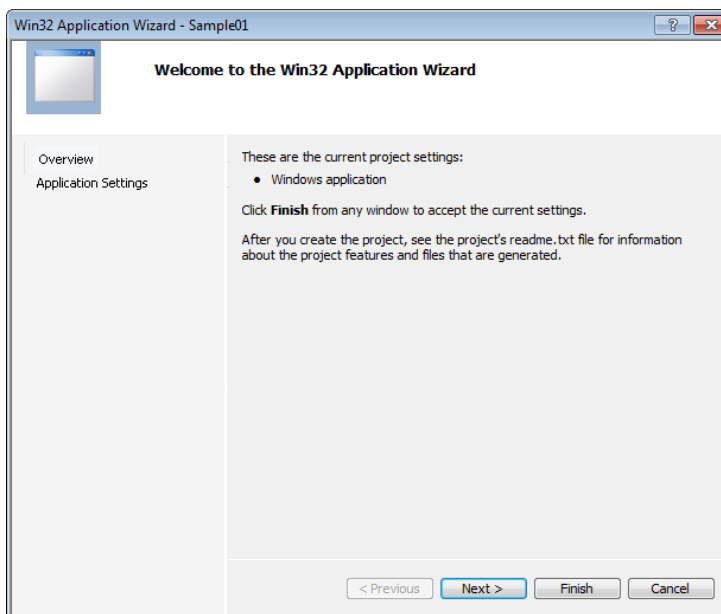 Win32 Application Wizard - Sample01
Welcome to the Win32 Application Wizard
Overview
Application Settings
These are the current project settings:
• Windows application
Click Finish from any window to accept the current settings.
After you create the project, see the project's readme.txt file for information
about the project features and files that are generated.
< Previous
Next >
Finish
Cancel